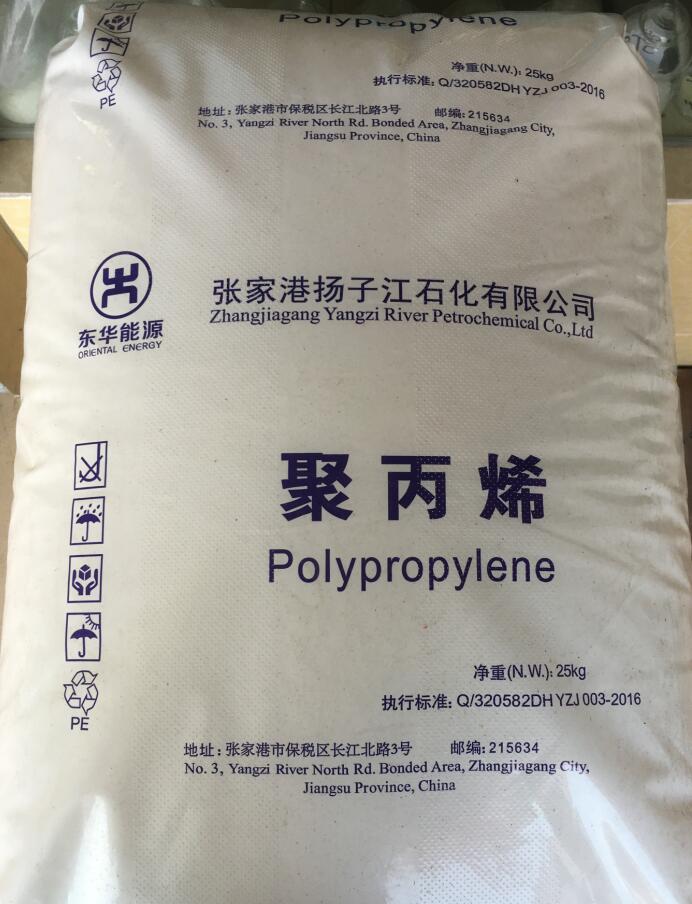 Polypropylene
净重(N.W.): 25kg
执行标准: Q/320582DH YZJ 003-2016
PE
地址: 张家港市保税区长江北路3号 邮编: 215634
No. 3, Yangzi River North Rd. Bonded Area, Zhangjiagang City,
Jiangsu Province, China
东华能源
ORIENTAL ENERGY
张家港扬子江石化有限公司
Zhangjiagang Yangzi River Petrochemical Co.,Ltd
聚丙烯
Polypropylene
净重(N.W.): 25kg
执行标准: Q/320582DH YZJ 003-2016
PE
地址: 张家港市保税区长江北路3号 邮编: 215634
No. 3, Yangzi River North Rd. Bonded Area, Zhangjiagang City,
Jiangsu Province, China